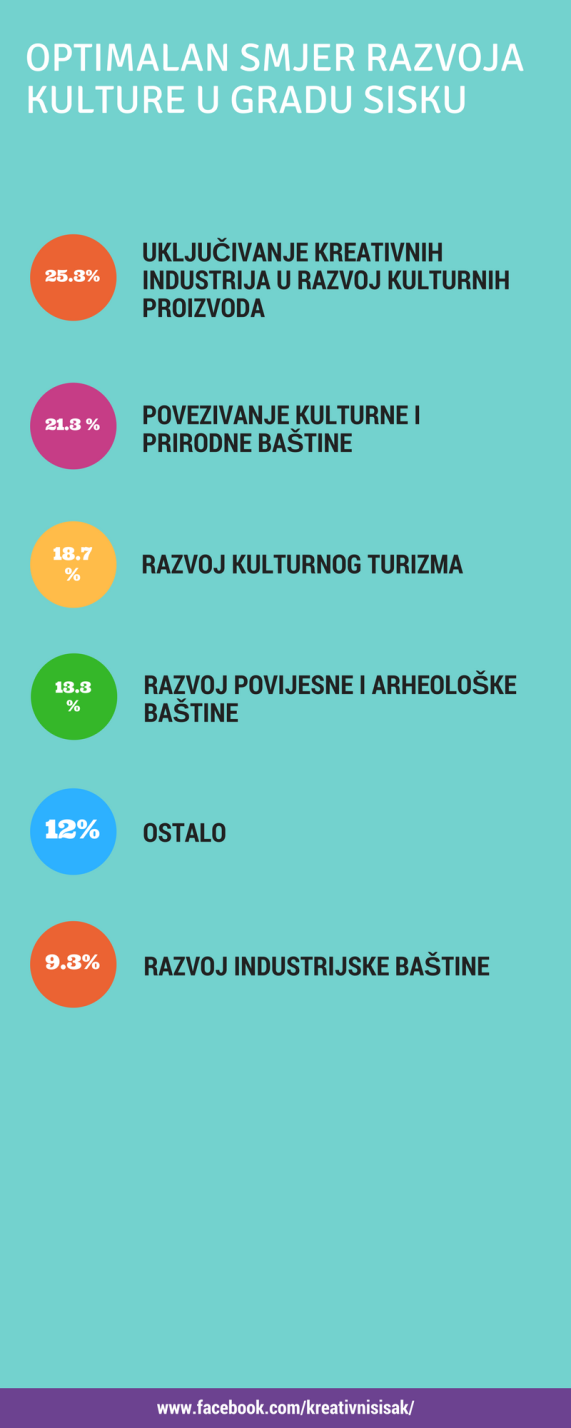 OPTIMALAN SMJER RAZVOJA
KULTURE U GRADU SISKU
25.3%
UKLJUČIVANJE KREATIVNIH
INDUSTRIJA U RAZVOJ KULTURNIH
PROIZVODA
21.3 %
POVEZIVANJE KULTURNE I
PRIRODNE BAŠTINE
18.7
%
RAZVOJ KULTURNOG TURIZMA
13.3
%
RAZVOJ POVIJESNE I ARHEOLOŠKE
BAŠTINE
12%
OSTALO
9.3%
RAZVOJ INDUSTRIJSKE BAŠTINE
www.facebook.com/kreativnisisak/